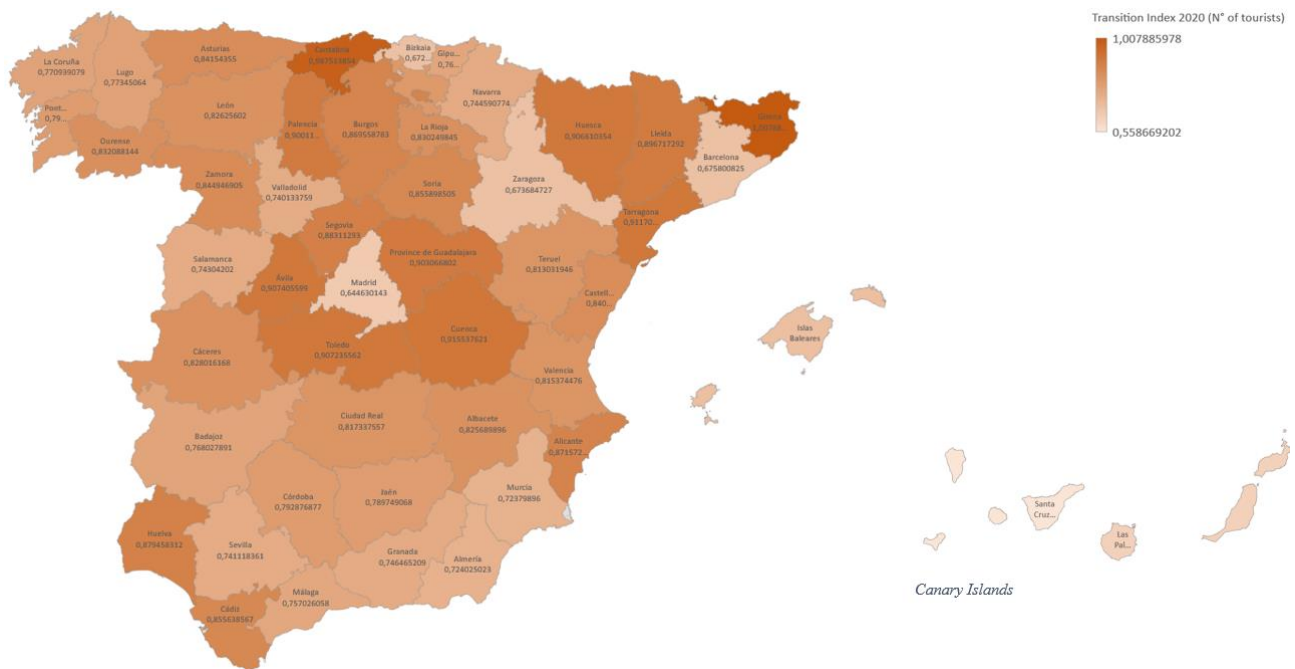 Transition Index 2020 (N° of tourists)
1,007885978
0,558669202
La Coruña
0,770939079
Lugo
0,77345064
Asturias
0,84154355
Cantabria
Bizkaia
0,672...
Gipu...
0,76...
Navarra
0,744590774
Pont...
0,79...
Ourense
0,832088144
León
0,82625602
Palencia
0,90011...
Burgos
0,869558783
La Rioja
0,830249845
Huesca
0,906410354
Lleida
0,896717292
Girona
Barcelona
0,675800825
Zamora
0,844946905
Valladolid
0,740133759
Soria
0,855898505
Zaragoza
0,673684727
Tarragona
0,91170...
Segovia
0,88311293
Province de Guadalajara
0,903066802
Salamanca
0,74304202
Ávila
0,907405599
Madrid
0,644630143
Teruel
0,813031946
Castell...
0,840...
Cuenca
0,915537621
Toledo
0,907235562
Cáceres
0,828016168
Islas
Baleares
Valencia
0,815374476
Ciudad Real
0,817337557
Albacete
0,825689896
Badajoz
0,768027891
Alicante
0,871572...
Murcia
0,72379896
Córdoba
0,792876877
Jaén
0,789749068
Huelva
0,879458312
Sevilla
0,741118361
Granada
0,746465209
Almería
0,724025023
Málaga
0,757026058
Cádiz
0,855638567
Santa
Cruz...
Las
Pal...
Canary Islands